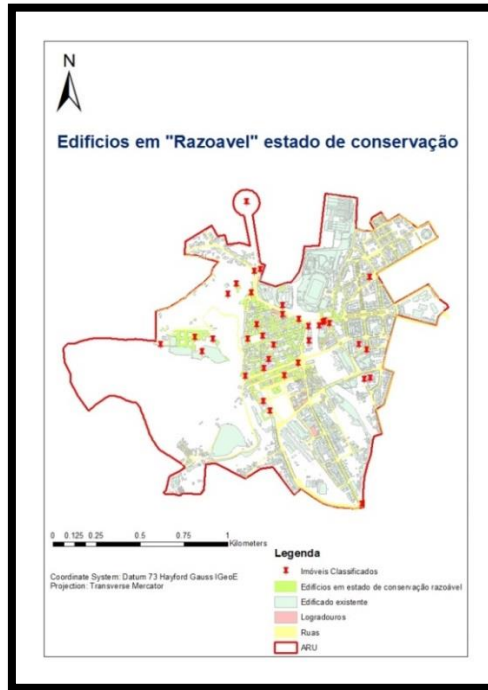 N
Edificios em "Razoavel" estado de conservação
0 0.125 0.25 0.5 0.75 1
Kilometers
Coordinate System: Datum 73 Hayford Gauss IGeoE
Projection: Transverse Mercator
Legenda
Imóveis Classificados
Edifícios em estado de conservação razoável
Edificado existente
Logradouros
Ruas
ARU